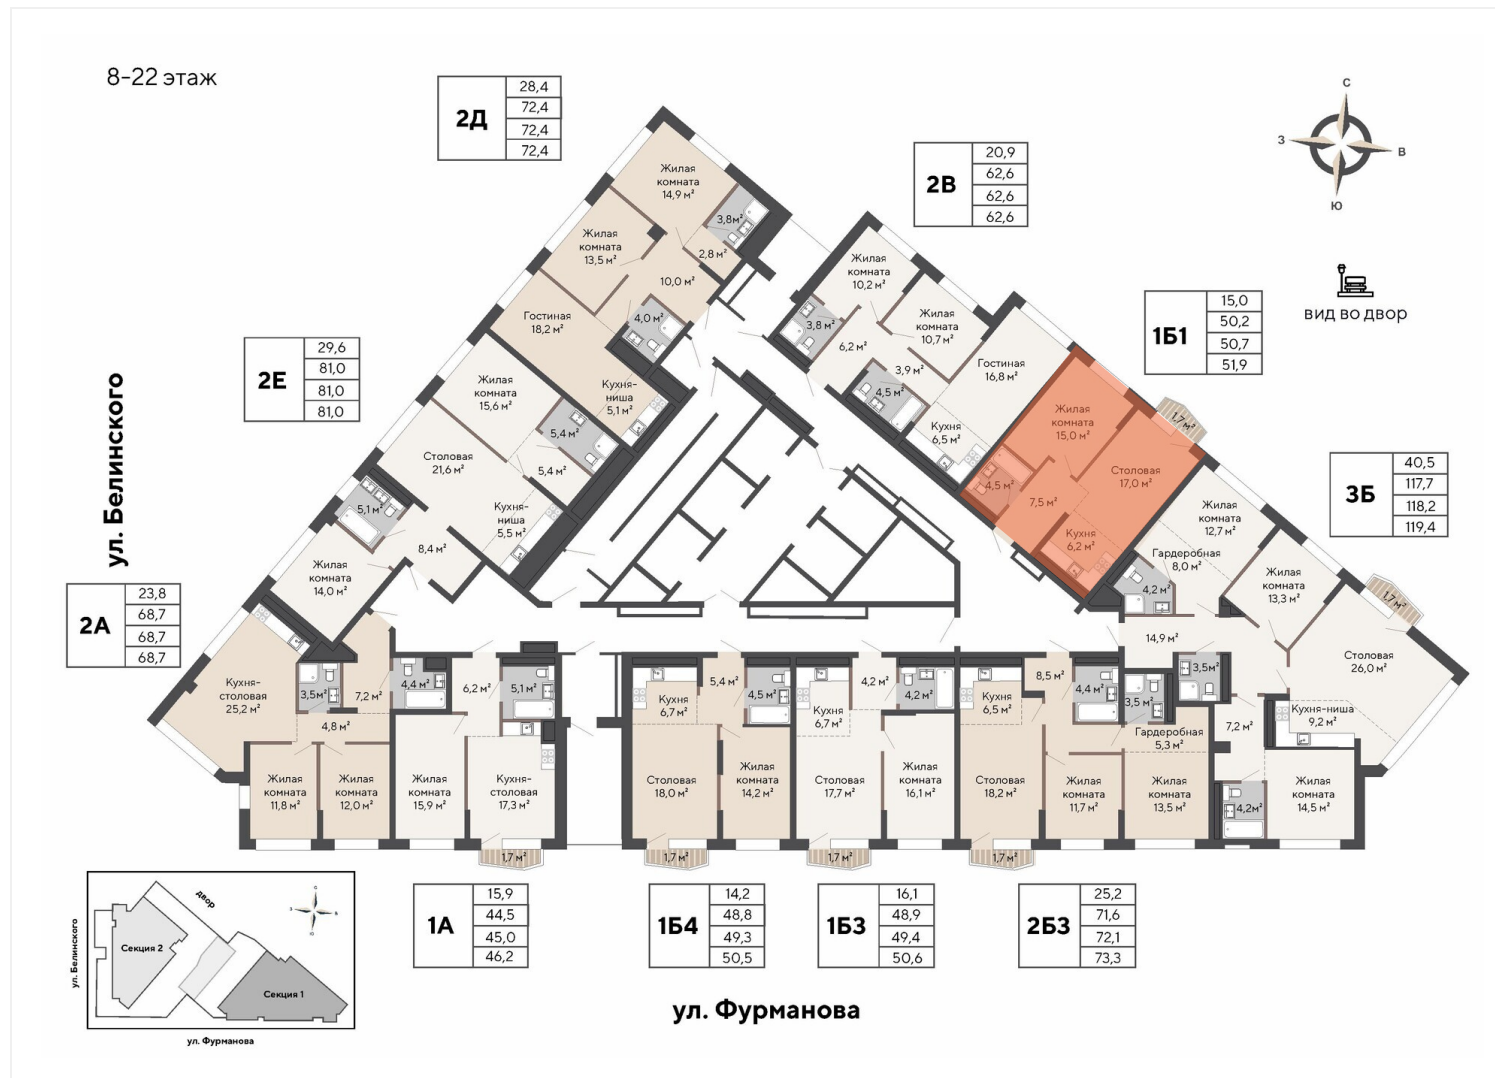 8-22 этаж
2Д
28,4
72,4
72,4
72,4
2В
20,9
62,6
62,6
62,6
С
З
В
Ю
вид во двор
1Б1
15,0
50,2
50,7
51,9
2Е
29,6
81,0
81,0
81,0
3Б
40,5
117,7
118,2
119,4
2А
23,8
68,7
68,7
68,7
ул. Белинского
Жилая
комната
14,9 м²
3,8м²
2,8 м²
Жилая
комната
13,5 м²
10,0 м²
4,0 м²
Гостиная
18,2 м²
Кухня-
ниша
5,1 м²
Жилая
комната
15,6 м²
5,4 м²
5,4 м²
Столовая
21,6 м²
Кухня-
ниша
5,5 м²
5,1 м²
8,4 м²
Жилая
комната
14,0 м²
Жилая
комната
10,2 м²
3,8 м²
6,2 м²
Жилая
комната
10,7 м²
3,9 м²
4,5 м²
Гостиная
16,8 м²
Кухня
6,5 м²
Жилая
комната
15,0 м²
1,7 м²
Столовая
17,0 м²
4,5 м²
7,5 м²
Кухня
6,2 м²
Жилая
комната
12,7 м²
Гардеробная
8,0 м²
4,2 м²
Жилая
комната
13,3 м²
1,7 м²
14,9 м²
3,5м²
Столовая
26,0 м²
3,5 м²
7,2 м²
Кухня-ниша
9,2 м²
4,2м²
Жилая
комната
14,5 м²
Кухня-
столовая
25,2 м²
3,5м²
7,2 м²
4,4 м²
4,8 м²
Жилая
комната
11,8 м²
Жилая
комната
12,0 м²
6,2 м²
5,1 м²
Жилая
комната
15,9 м²
Кухня-
столовая
17,3 м²
1,7 м²
5,4 м²
4,5 м²
Кухня
6,7 м²
Столовая
18,0 м²
Жилая
комната
14,2 м²
1,7 м²
4,2 м²
4,2 м²
Кухня
6,7 м²
Столовая
17,7 м²
Жилая
комната
16,1 м²
1,7 м²
8,5 м²
4,4 м²
Кухня
6,5 м²
Гардеробная
5,3 м²
Столовая
18,2 м²
Жилая
комната
11,7 м²
Жилая
комната
13,5 м²
1,7 м²
1А
15,9
44,5
45,0
46,2
1Б4
14,2
48,8
49,3
50,5
1Б3
16,1
48,9
49,4
50,6
2Б3
25,2
71,6
72,1
73,3
ул. Фурманова
двор
ул. Белинского
Секция 2
Секция 1
с
з
в
ю
ул. Фурманова